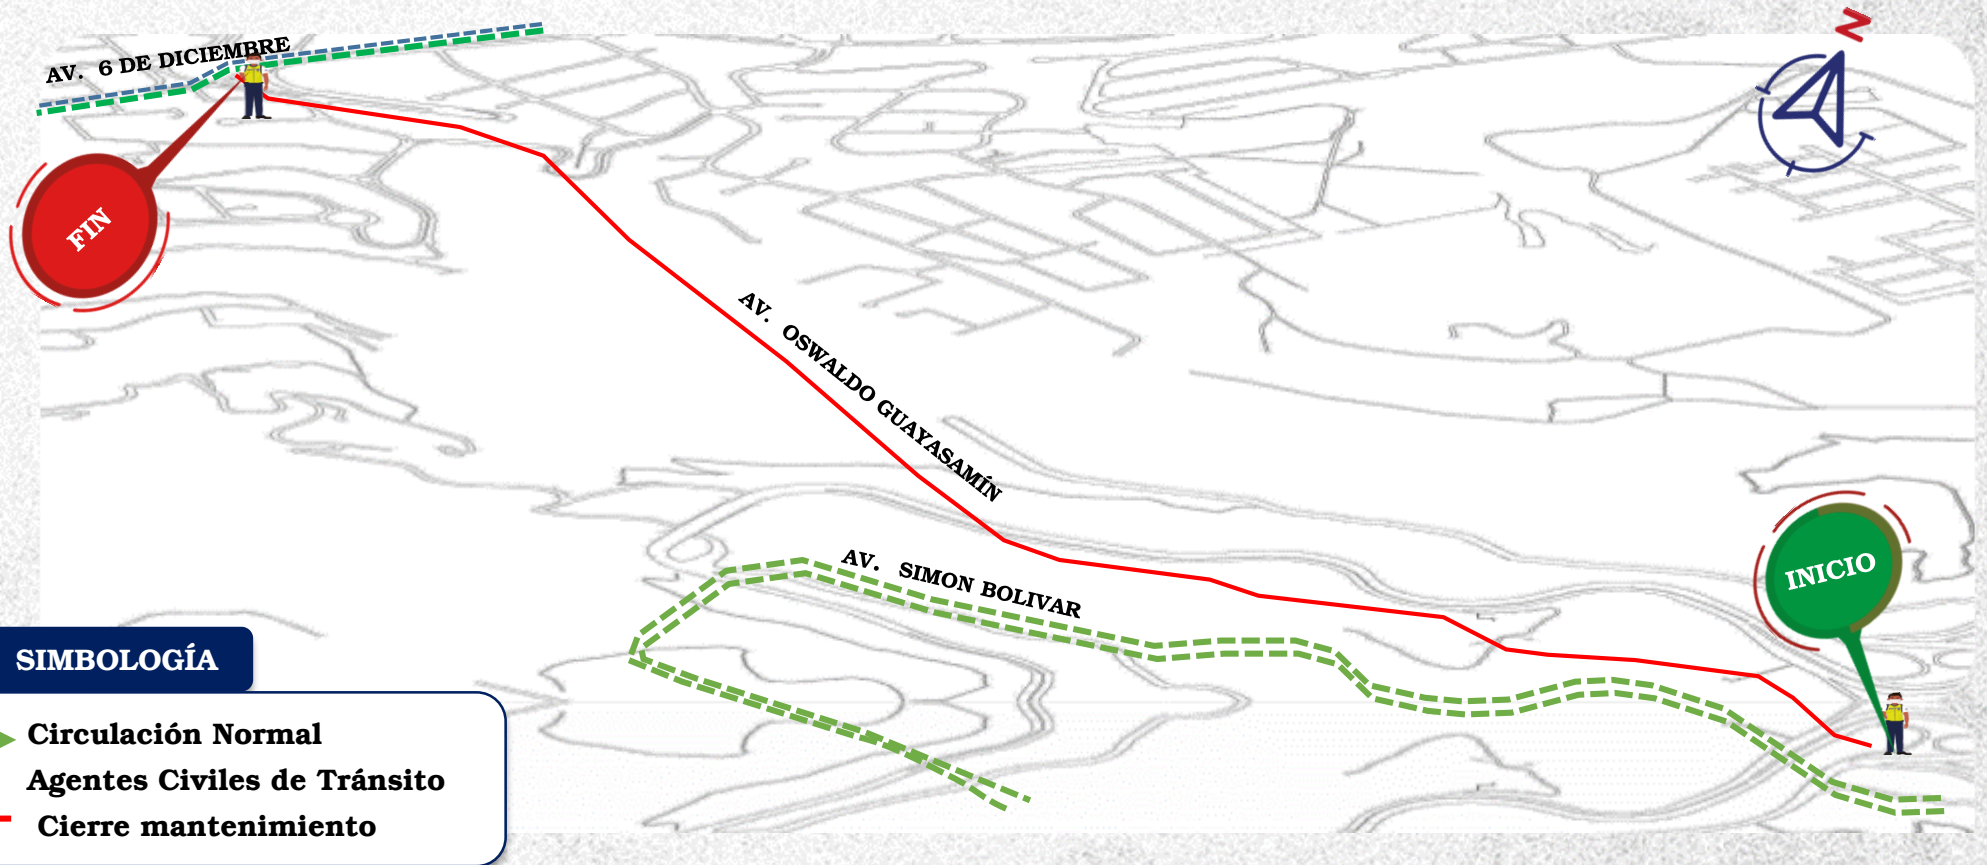 AV. 6 DE DICIEMBRE
N
FIN
AV. OSWALDO GUAYASAMÍN
AV. SIMON BOLIVAR
INICIO
SIMBOLOGÍA
Circulación Normal
Agentes Civiles de Tránsito
Cierre mantenimiento